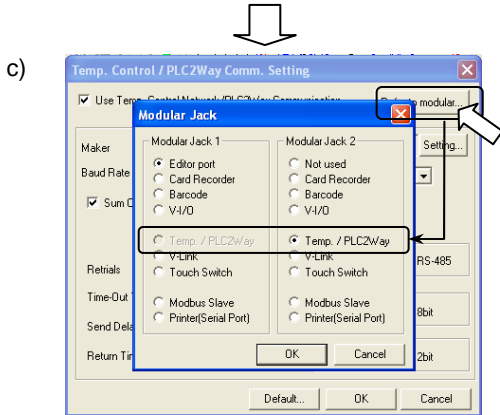 c)
Temp. Control / PLC2Way Comm. Setting
Use Temp. Control Network/PLC2Way Communication
to modular...
Modular Jack
Maker
Setting...
Baud Rate
Sum
Modular Jack 1
Modular Jack 2
Editor port
Not used
Card Recorder
Card Recorder
Barcode
Barcode
V-I/O
V-I/O
Temp. / PLC2Way
Temp. / PLC2Way
V-Link
V-Link
Touch Switch
Touch Switch
RS-485
Retrials
Time-Out
Modbus Slave
Modbus Slave
Printer(Serial Port)
Printer(Serial Port)
8bit
Send Dela
Return Tir
OK
Cancel
2bit
Default...
OK
Cancel